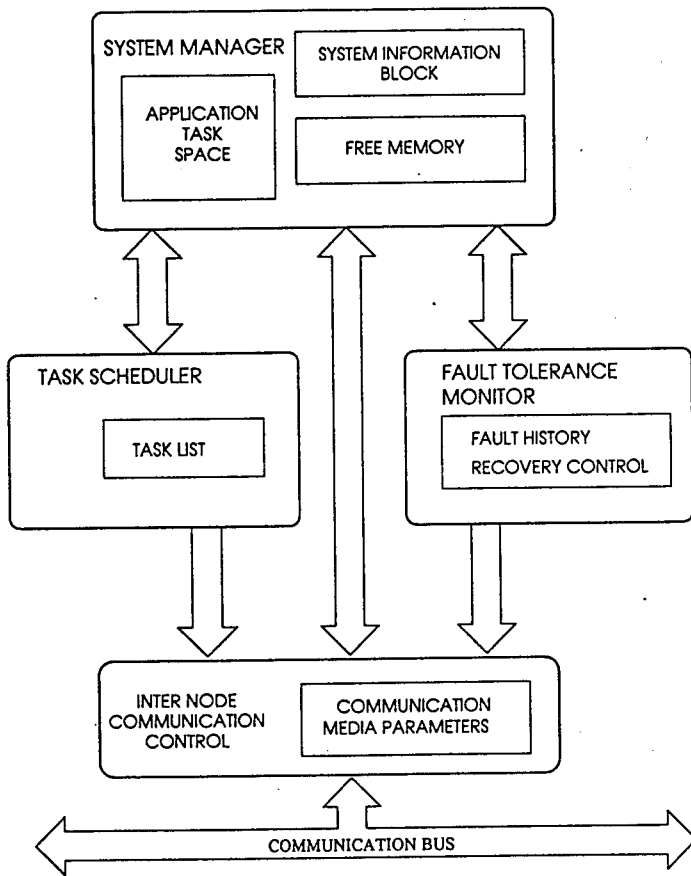 SYSTEM MANAGER
SYSTEM INFORMATION
BLOCK
APPLICATION
TASK
SPACE
FREE MEMORY
TASK SCHEDULER
TASK LIST
FAULT TOLERANCE
MONITOR
FAULT HISTORY
RECOVERY CONTROL
INTER NODE
COMMUNICATION
CONTROL
COMMUNICATION
MEDIA PARAMETERS
COMMUNICATION BUS